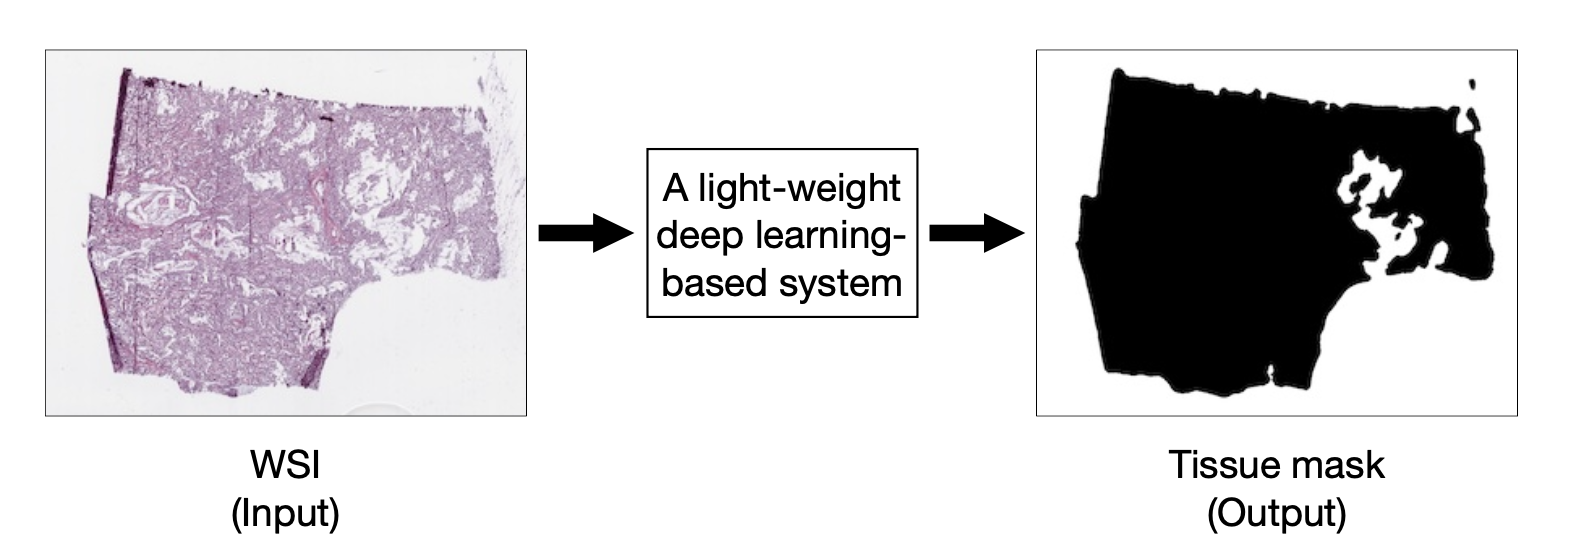 A light-weight
deep learning-
based system
WSI
(Input)
Tissue mask
(Output)